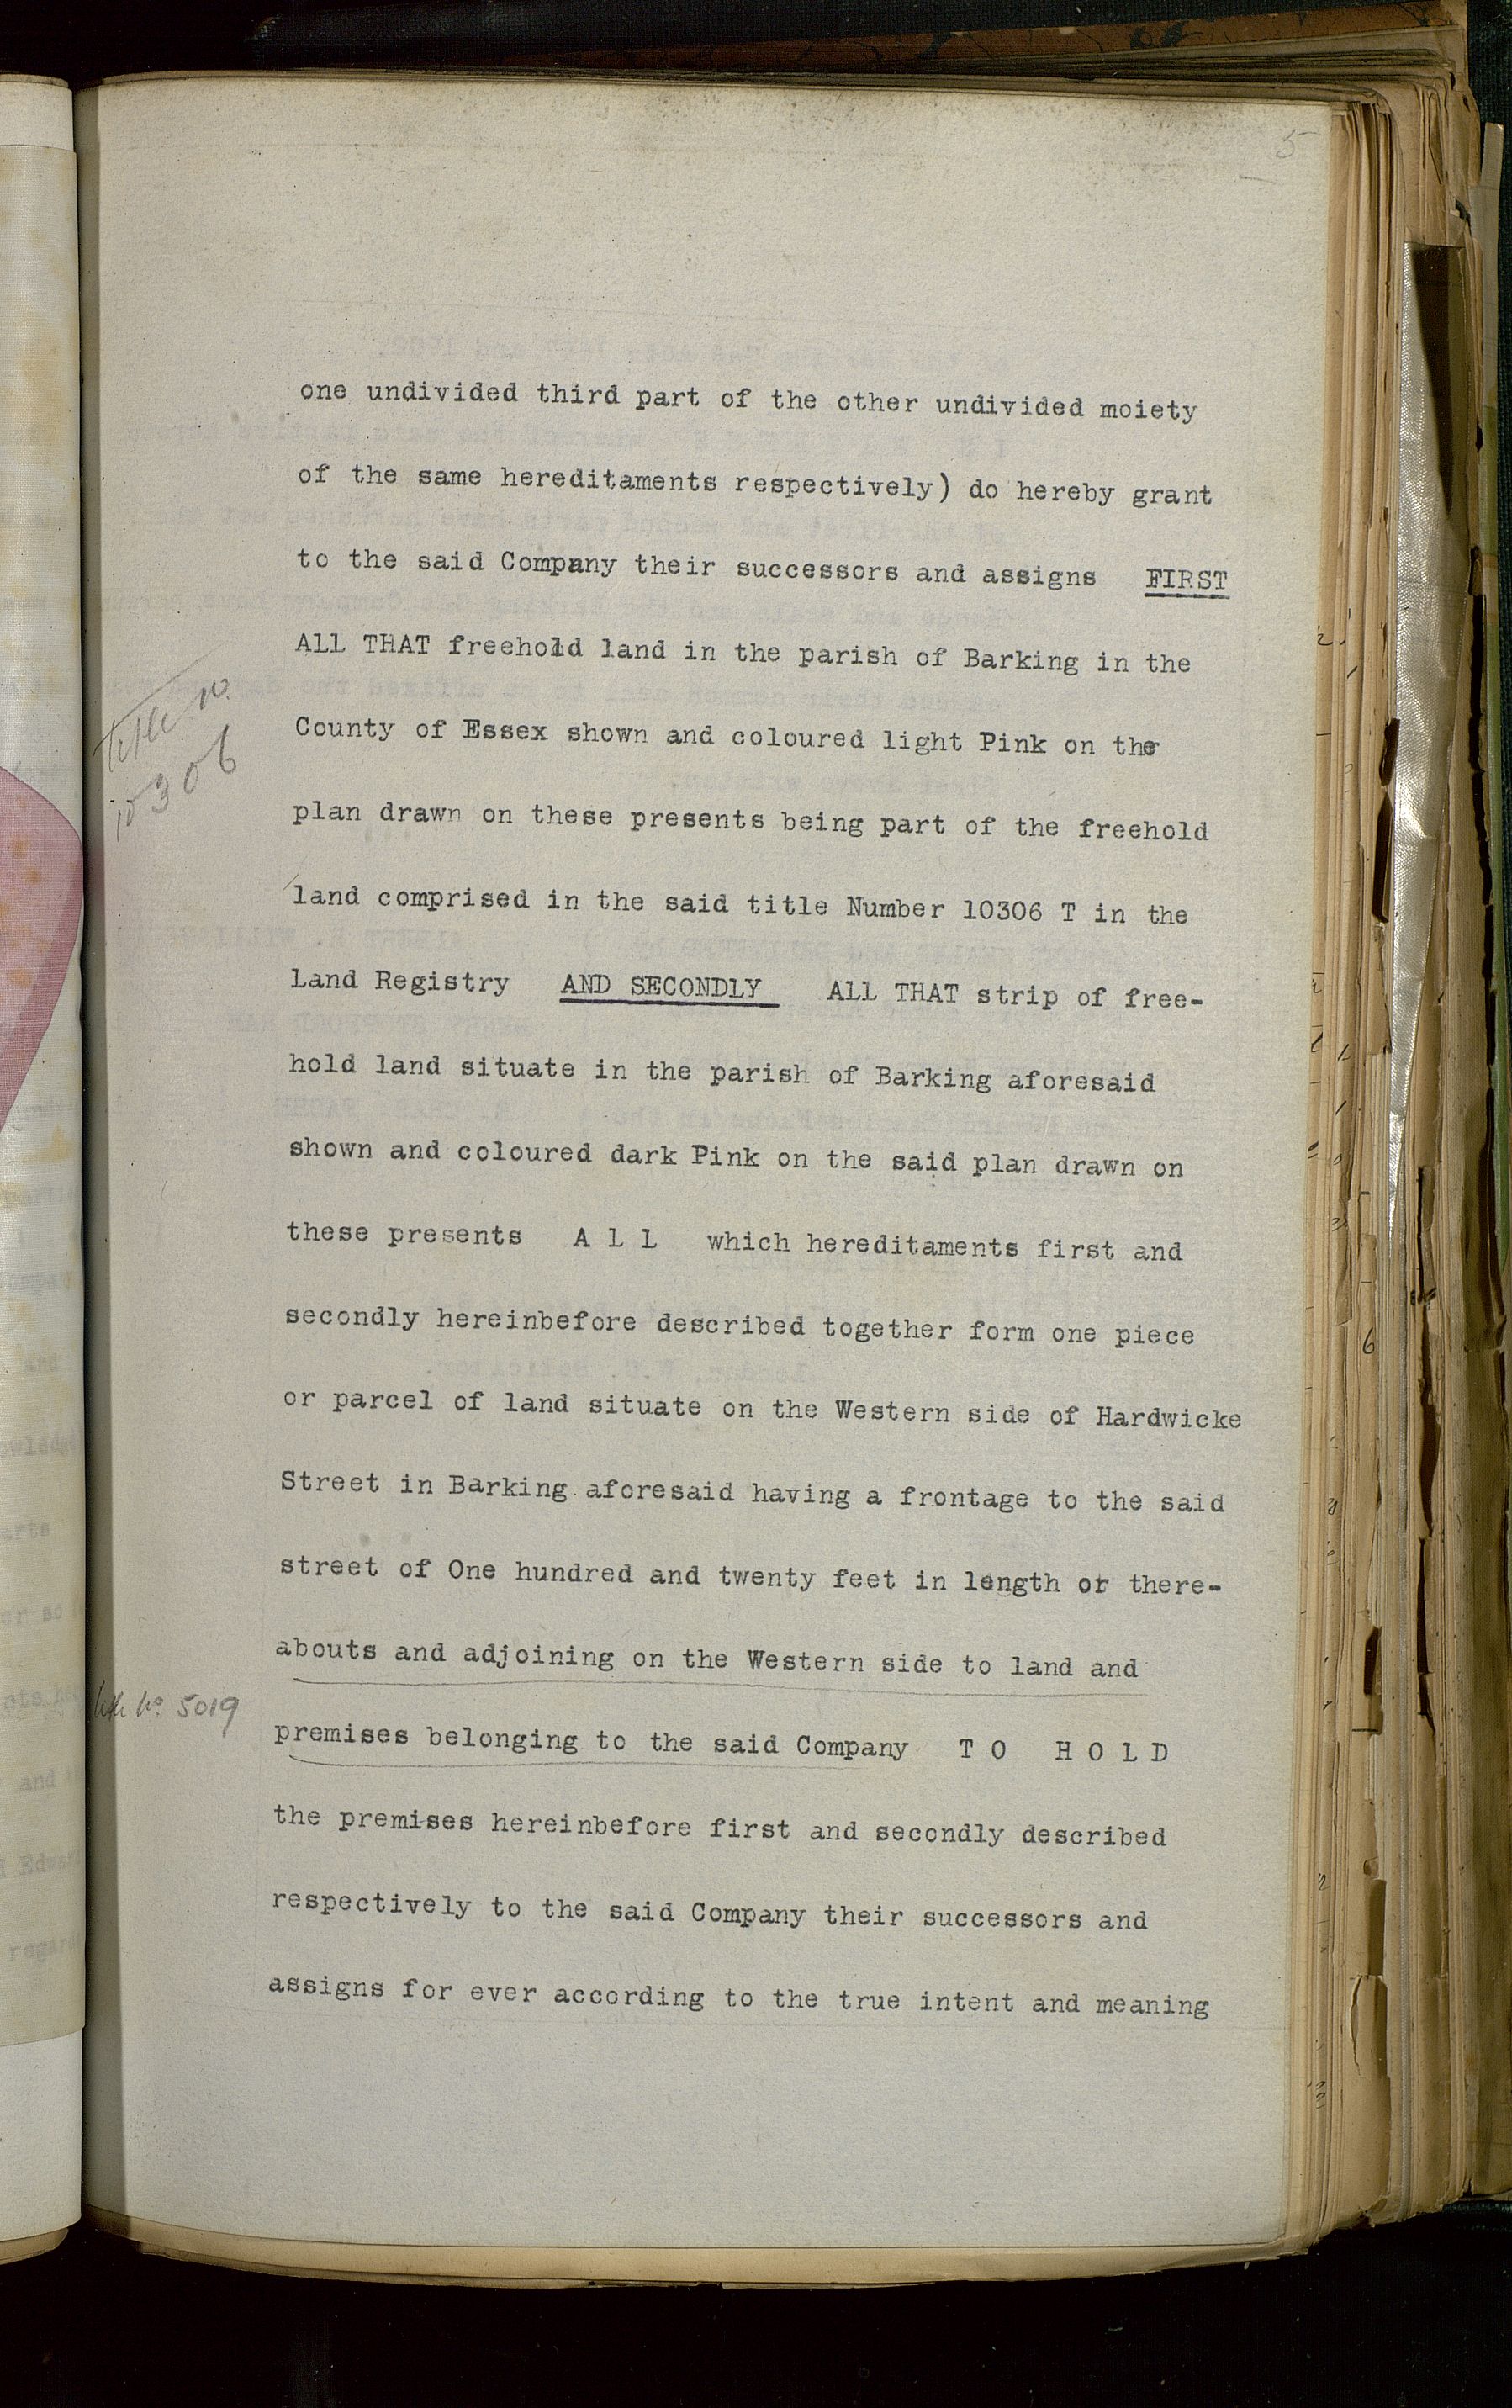 5
one undivided third part of the other undivided moiety
of the same hereditaments respectively) do hereby grant
to the said Company their successors and assigns FIRST
ALL THAT freehold land in the parish of Barking in the
Title No.
10306
County of Essex shown and coloured light Pink on the
plan drawn on these presents being part of the freehold
land comprised in the said title Number 10306 T in the
Land Registry AND SECONDLY ALL THAT strip of free-
hold land situate in the parish of Barking aforesaid
shown and coloured dark Pink on the said plan drawn on
these presents A L L which hereditaments first and
secondly hereinbefore described together form one piece
or parcel of land situate on the Western side of Hardwicke
Street in Barking aforesaid having a frontage to the said
street of One hundred and twenty feet in length or there-
abouts and adjoining on the Western side to land and
Title No. 5019
premises belonging to the said Company T O H O L D
the premises hereinbefore first and secondly described
respectively to the said Company their successors and
assigns for ever according to the true intent and meaning